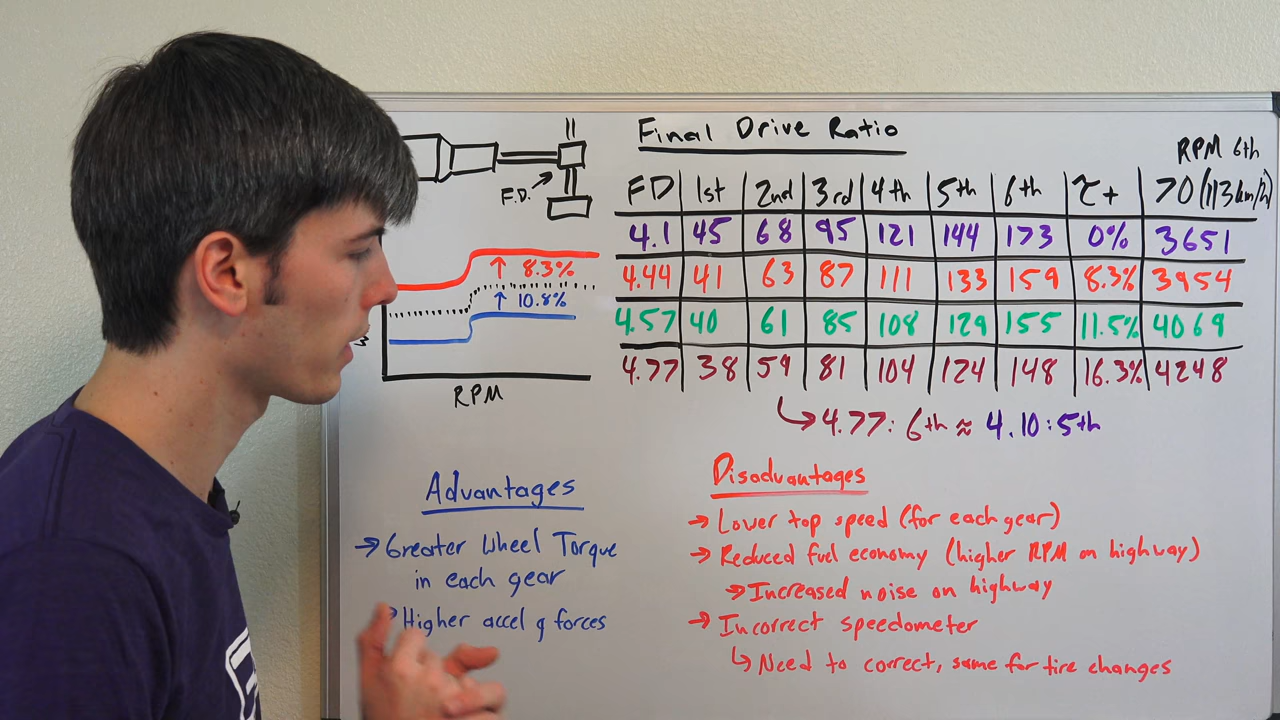 Final Drive Ratio
RPM 6th
FD 1st 2nd 3rd 4th 5th 6th τ+ 70 (113 km/h)
4.1 45 68 95 121 144 173 0% 3651
4.44 41 63 87 111 133 159 8.3% 3954
4.57 40 61 85 108 129 155 11.5% 4069
4.77 38 59 81 104 124 148 16.3% 4248
4.77: 6th ≈ 4.10: 5th
F.D.
↑ 8.3%
↑ 10.8%
RPM
Advantages
→ Greater Wheel Torque
in each gear
Higher accel g forces
Disadvantages
→ Lower top speed (for each gear)
→ Reduced fuel economy (higher RPM on highway)
→ Increased noise on highway
→ Incorrect speedometer
↳ Need to correct, same for tire changes